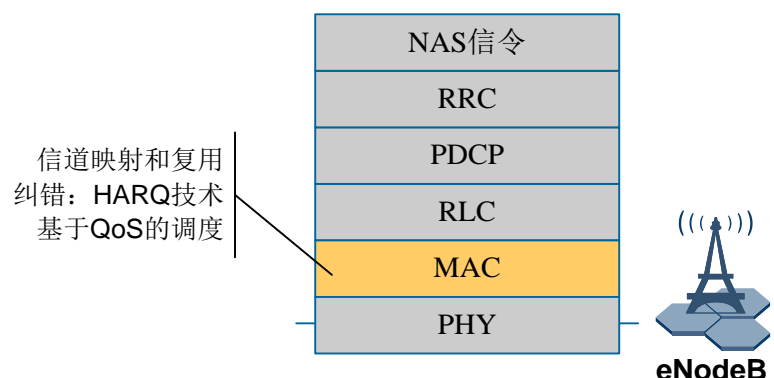 NAS信令
RRC
PDCP
RLC
MAC
PHY
信道映射和复用
纠错：HARQ技术
基于QoS的调度
eNodeB